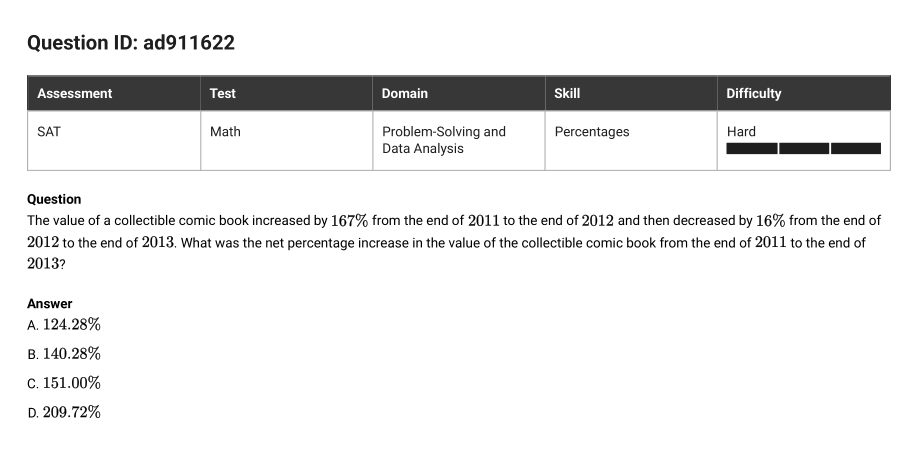 Question ID: ad911622
Assessment Test Domain Skill Difficulty
SAT Math Problem-Solving and Data Analysis Percentages Hard
Question
The value of a collectible comic book increased by 167% from the end of 2011 to the end of 2012 and then decreased by 16% from the end of
2012 to the end of 2013. What was the net percentage increase in the value of the collectible comic book from the end of 2011 to the end of
2013?
Answer
A. 124.28%
B. 140.28%
C. 151.00%
D. 209.72%